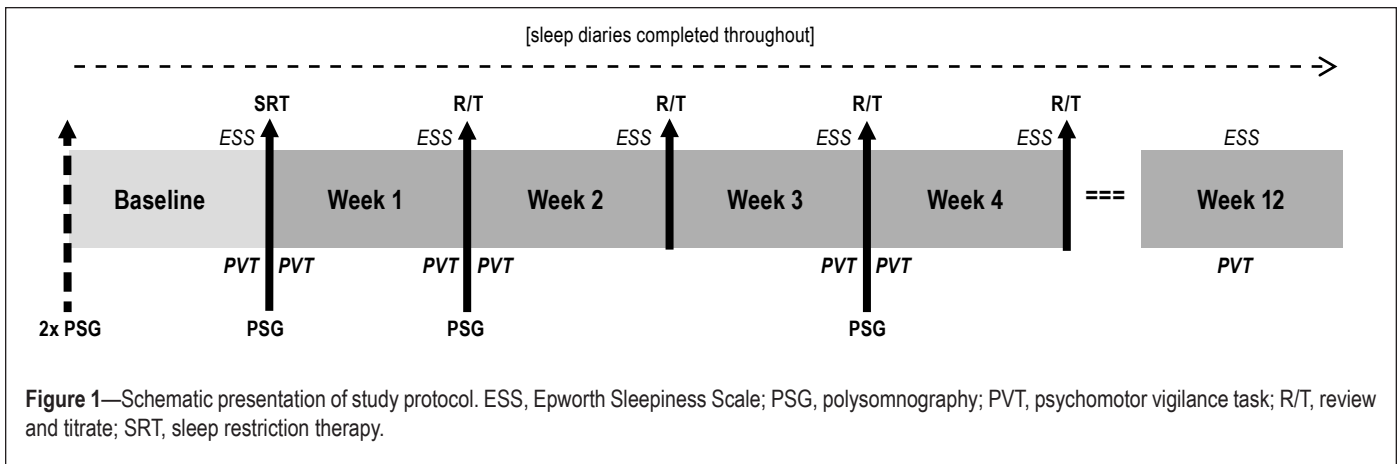 [sleep diaries completed throughout]
SRT R/T R/T R/T R/T
ESS ESS ESS ESS ESS ESS
Baseline Week 1 Week 2 Week 3 Week 4 === Week 12
PVT PVT PVT PVT PVT PVT PVT
2x PSG PSG PSG PSG
Figure 1—Schematic presentation of study protocol. ESS, Epworth Sleepiness Scale; PSG, polysomnography; PVT, psychomotor vigilance task; R/T, review
and titrate; SRT, sleep restriction therapy.